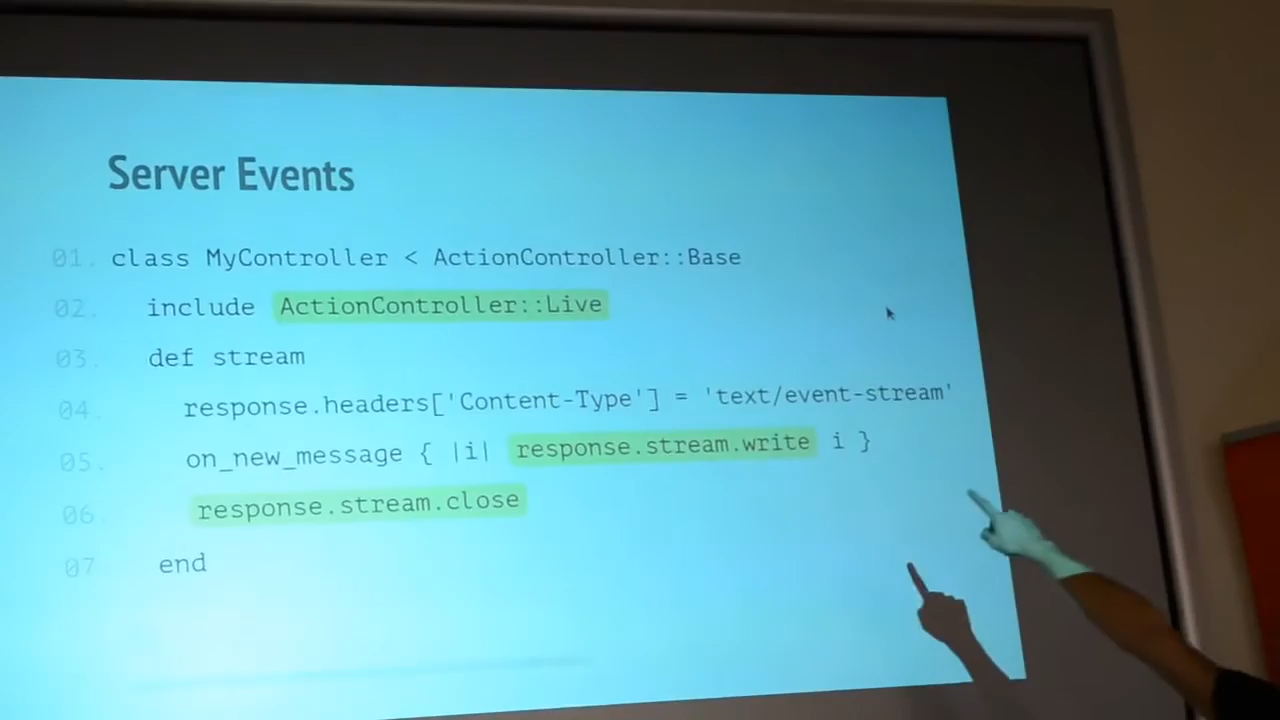 Server Events
01. class MyController < ActionController::Base
02. include ActionController::Live
03. def stream
04. response.headers['Content-Type'] = 'text/event-stream'
05. on_new_message { |i| response.stream.write i }
06. response.stream.close
07 end